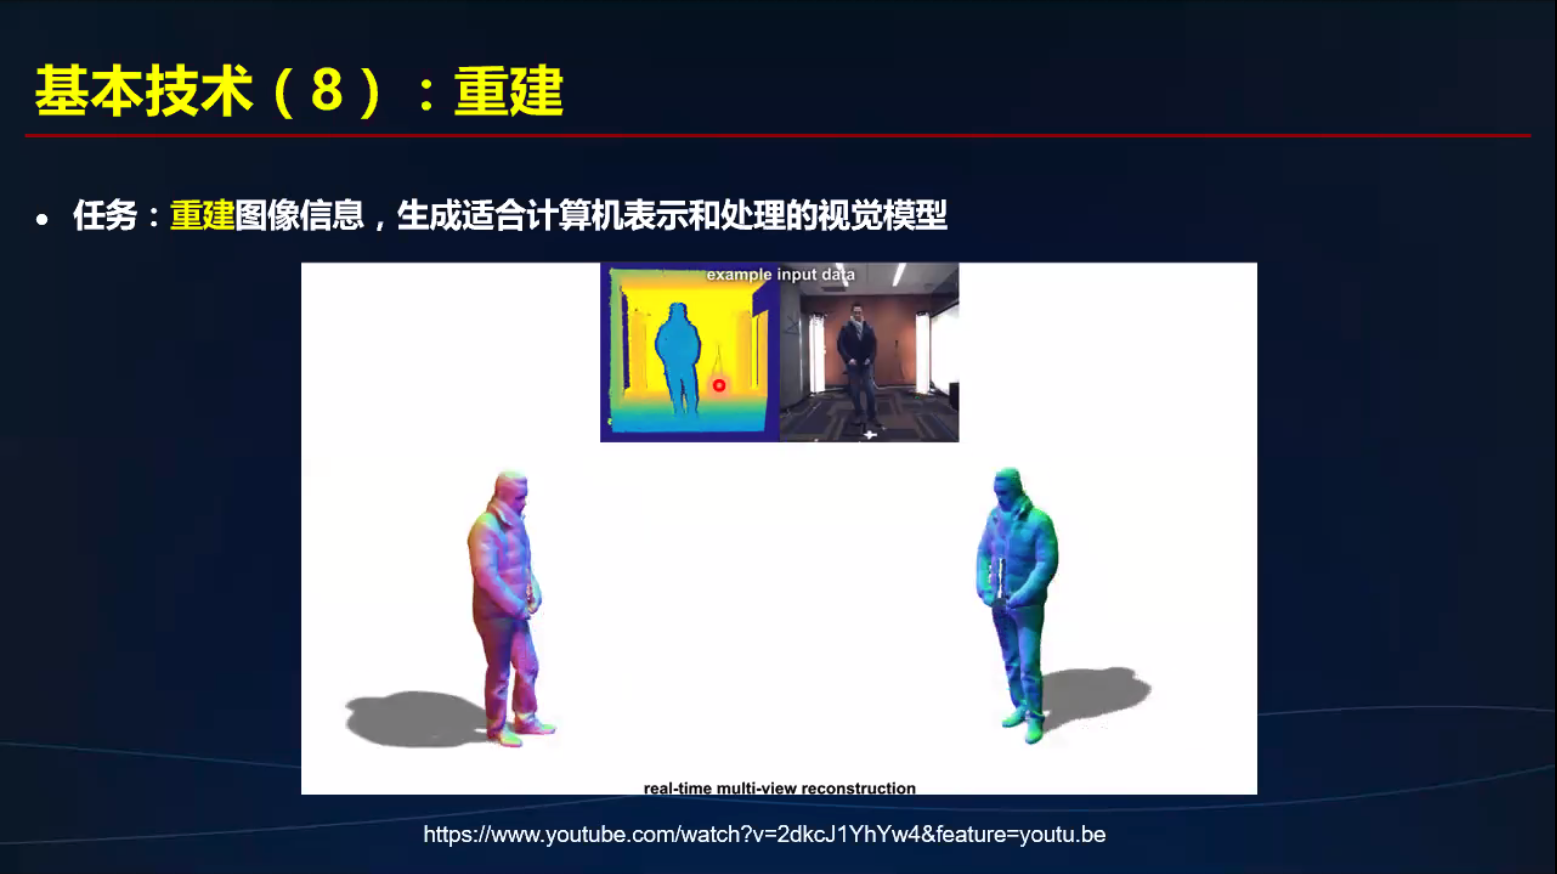 基本技术（8）：重建
任务：重建图像信息，生成适合计算机表示和处理的视觉模型
example input data
real-time multi-view reconstruction
https://www.youtube.com/watch?v=2dkcJ1YhYw4&feature=youtu.be